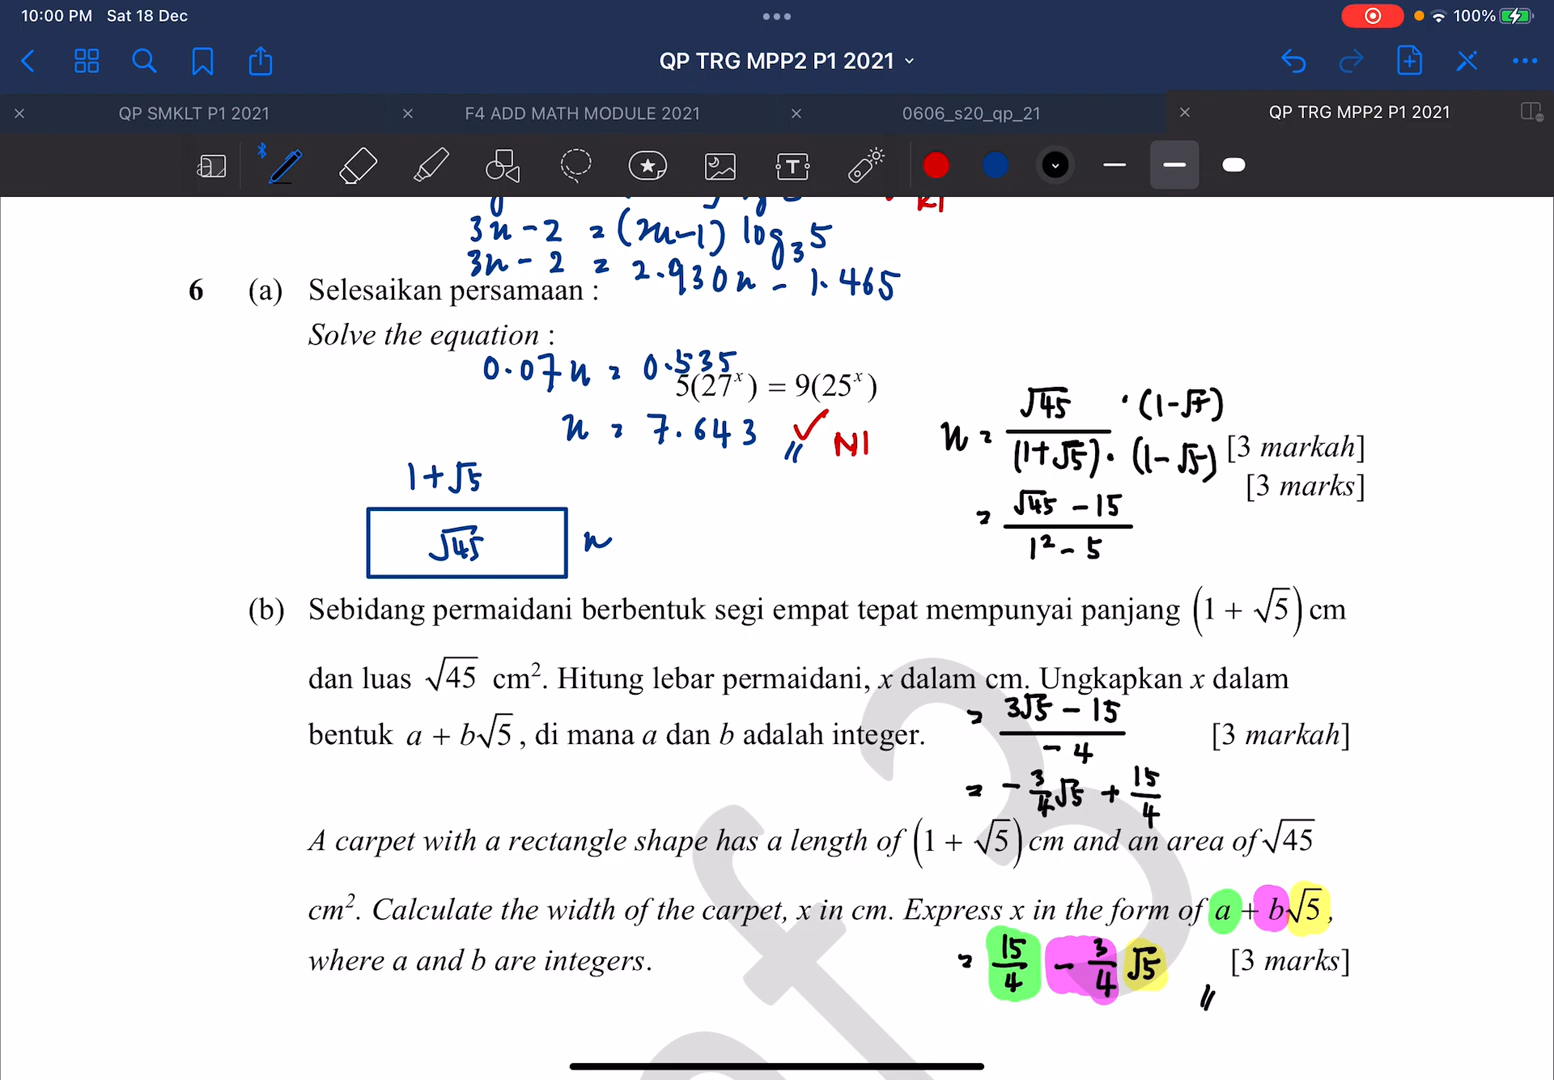 10:00 PM Sat 18 Dec
100%
QP TRG MPP2 P1 2021
QP SMKLT P1 2021
F4 ADD MATH MODULE 2021
0606_s20_qp_21
QP TRG MPP2 P1 2021
3x - 2 = (2x-1) log₃5
3x - 2 = 2.930x - 1.465
6 (a) Selesaikan persamaan :
Solve the equation :
0.07x = 0.535
5(27ˣ) = 9(25ˣ)
x = 7.643 ✓ N1
x = √45 / (1+√5) · (1-√5) / (1-√5)
[3 markah]
[3 marks]
= (√45 - 15) / (1² - 5)
1+√5
√45 x
(b) Sebidang permaidani berbentuk segi empat tepat mempunyai panjang (1 + √5) cm
dan luas √45 cm². Hitung lebar permaidani, x dalam cm. Ungkapkan x dalam
bentuk a + b√5, di mana a dan b adalah integer. [3 markah]
= (3√5 - 15) / -4
= -3/4 √5 + 15/4
A carpet with a rectangle shape has a length of (1 + √5) cm and an area of √45
cm². Calculate the width of the carpet, x in cm. Express x in the form of a + b√5,
where a and b are integers. [3 marks]
= 15/4 - 3/4 √5 //